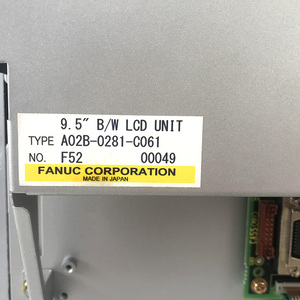 9.5" B/W LCD UNIT
TYPE A02B-0281-C061
NO. F52 00049
FANUC CORPORATION
MADE IN JAPAN